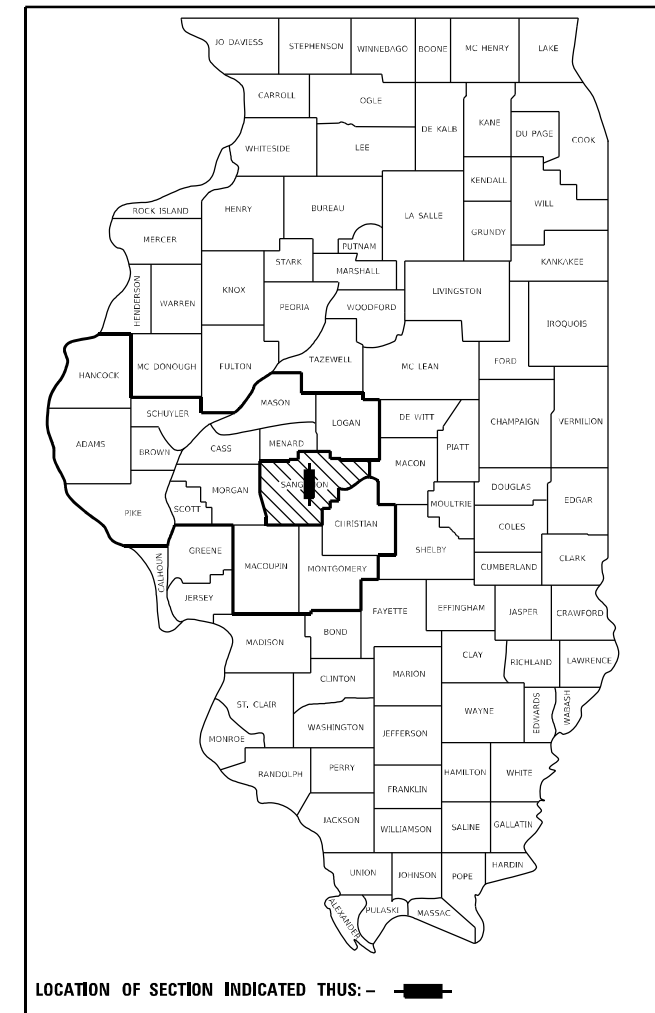 JO DAVIESS
STEPHENSON
WINNEBAGO
BOONE
MC HENRY
LAKE
CARROLL
OGLE
DE KALB
KANE
DU PAGE
COOK
WHITESIDE
LEE
KENDALL
WILL
ROCK ISLAND
HENRY
BUREAU
LA SALLE
GRUNDY
MERCER
PUTNAM
STARK
MARSHALL
KANKAKEE
HENDERSON
WARREN
KNOX
PEORIA
WOODFORD
LIVINGSTON
IROQUOIS
HANCOCK
MC DONOUGH
FULTON
TAZEWELL
MC LEAN
FORD
MASON
SCHUYLER
LOGAN
DE WITT
CHAMPAIGN
VERMILION
ADAMS
BROWN
CASS
MENARD
PIATT
MACON
MORGAN
SANGAMON
DOUGLAS
EDGAR
PIKE
SCOTT
CHRISTIAN
MOULTRIE
COLES
GREENE
SHELBY
CLARK
CALHOUN
MACOUPIN
MONTGOMERY
CUMBERLAND
JERSEY
FAYETTE
EFFINGHAM
JASPER
CRAWFORD
MADISON
BOND
CLAY
RICHLAND
LAWRENCE
CLINTON
MARION
ST. CLAIR
WAYNE
EDWARDS
WABASH
WASHINGTON
JEFFERSON
MONROE
RANDOLPH
PERRY
HAMILTON
WHITE
FRANKLIN
JACKSON
WILLIAMSON
SALINE
GALLATIN
UNION
JOHNSON
POPE
HARDIN
ALEXANDER
PULASKI
MASSAC
LOCATION OF SECTION INDICATED THUS: –